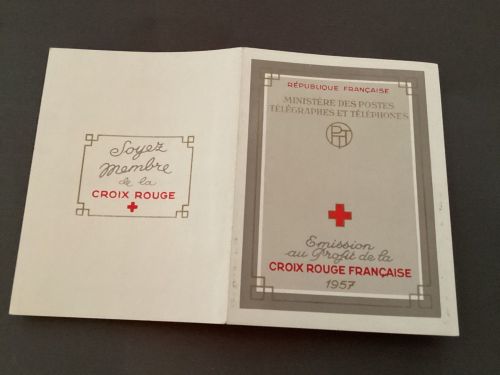 Soyez
membre
de la
CROIX ROUGE
RÉPUBLIQUE FRANÇAISE
MINISTÈRE DES POSTES
TÉLÉGRAPHES ET TÉLÉPHONES
PTT
Emission
au Profit de la
CROIX ROUGE FRANÇAISE
1957